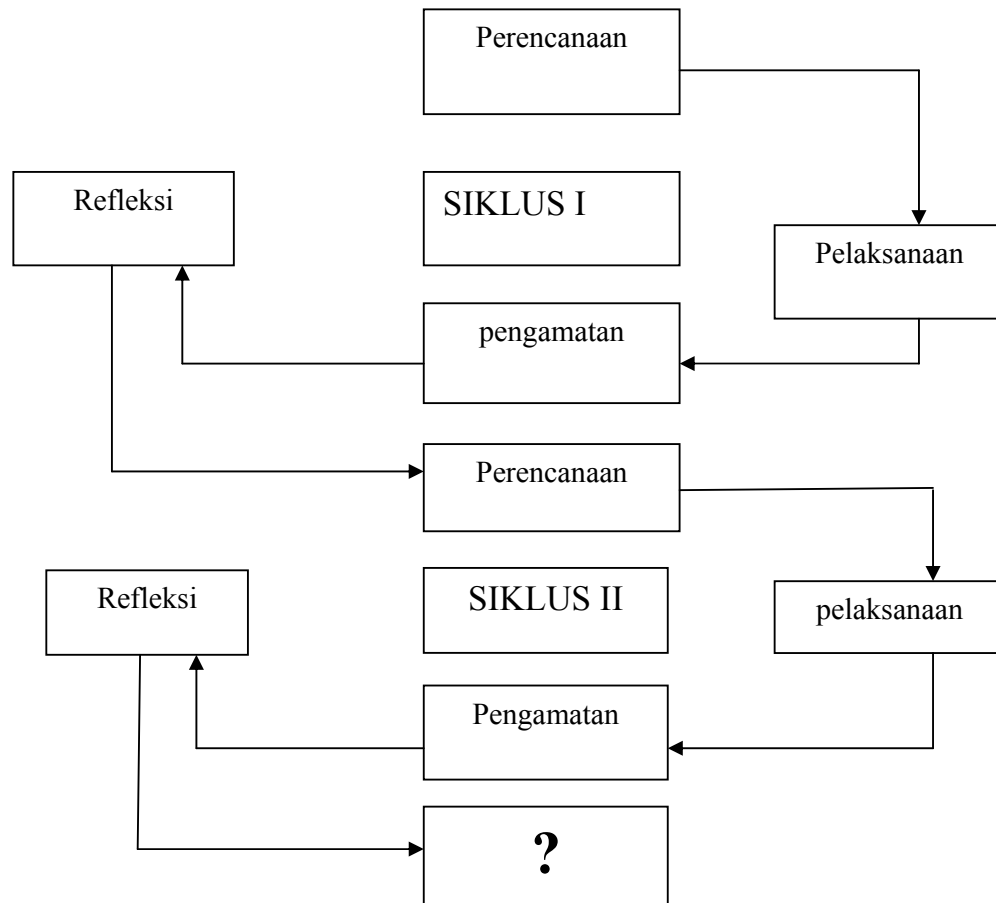 Perencanaan
Refleksi
SIKLUS I
Pelaksanaan
pengamatan
Perencanaan
Refleksi
SIKLUS II
pelaksanaan
Pengamatan
?